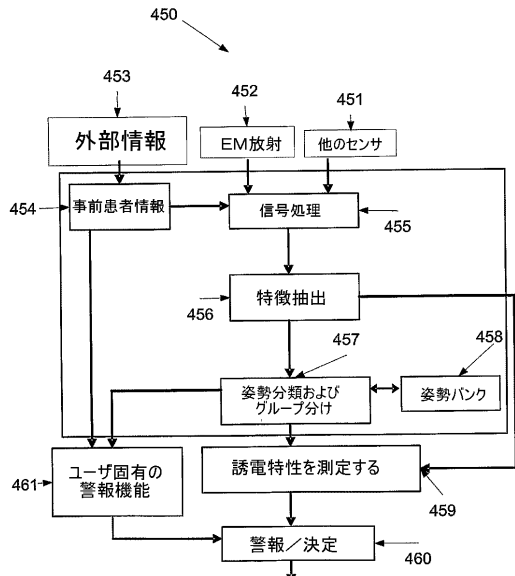 450
453
452
451
外部情報
EM放射
他のセンサ
454
事前患者情報
信号処理
455
特徴抽出
456
457
458
姿勢分類および
グループ分け
姿勢バンク
461
ユーザ固有の
警報機能
誘電特性を測定する
459
警報/決定
460